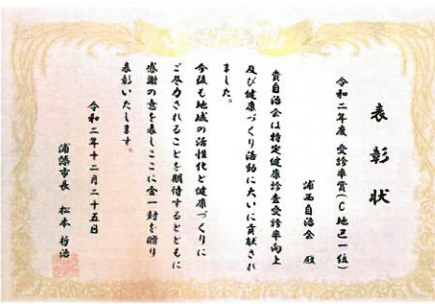 表彰状
令和二年度 受診率賞(C地区一位)
浦西自治会 殿
貴自治会は特定健康診査受診率向上
及び健康づくり活動に大いに貢献され
ました。
今後も地域の活性化と健康づくりに
ご尽力されることを期待するとともに
感謝の意を表しここに金一封を贈り
表彰いたします。
令和二年十二月二十五日
浦添市長 松本哲治